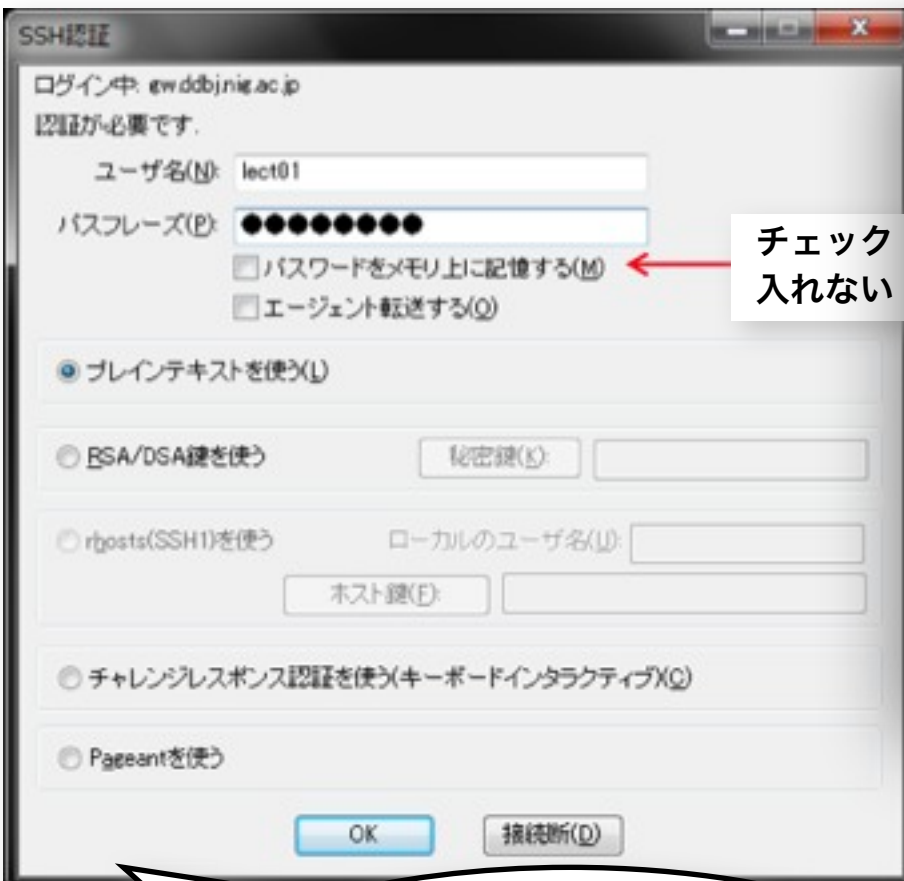 SSH認証
ログイン中: gw.ddbj.nig.ac.jp
認証が必要です.
ユーザ名(N): lect01
パスフレーズ(P): ●●●●●●●●
パスワードをメモリ上に記憶する(M)
チェック
入れない
エージェント転送する(O)
プレインテキストを使う(L)
RSA/DSA鍵を使う 秘密鍵(K):
rhosts(SSH1)を使う ローカルのユーザ名(U):
ホスト鍵(F):
チャレンジレスポンス認証を使う(キーボードインタラクティブ)(C)
Pageantを使う
OK 接続断(D)